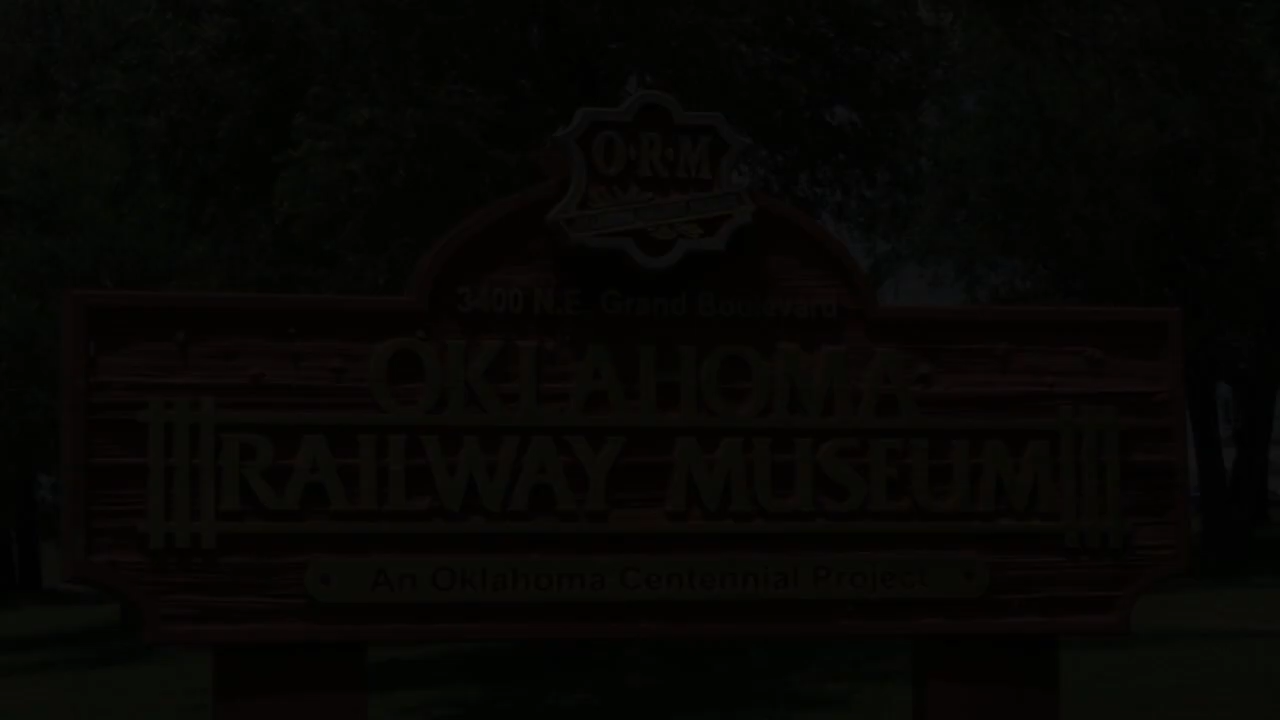 O·R·M
3400 N.E. Grand Boulevard
OKLAHOMA
RAILWAY MUSEUM
An Oklahoma Centennial Project